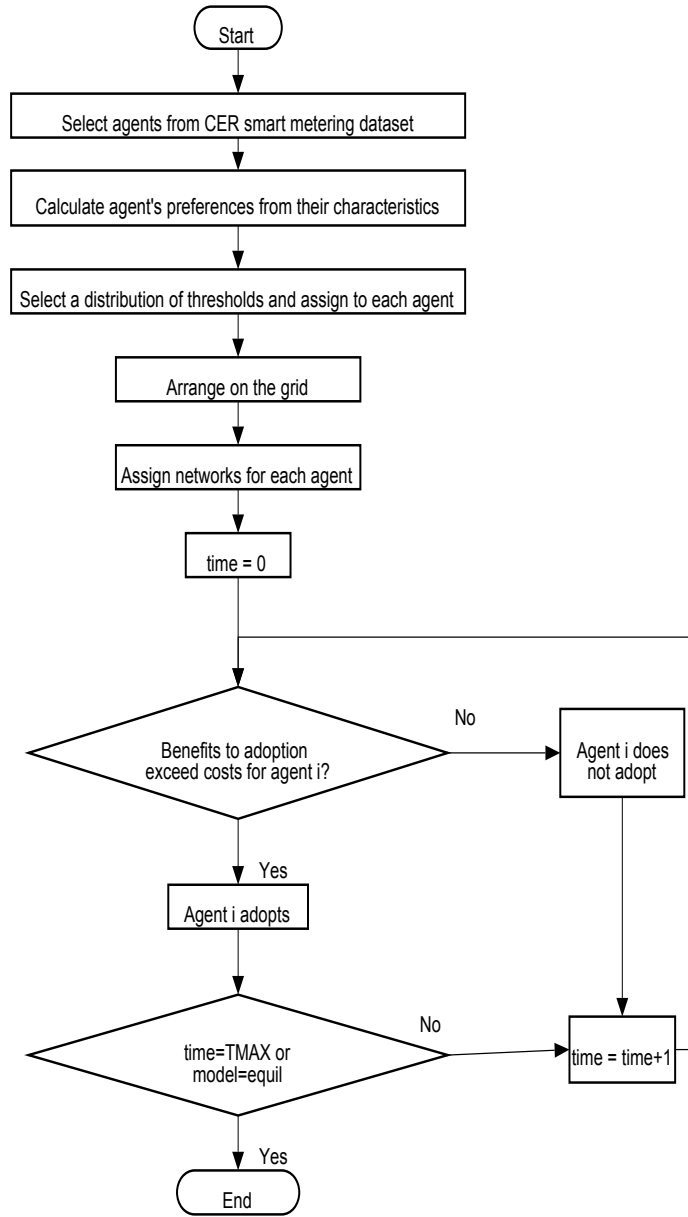 Start
Select agents from CER smart metering dataset
Calculate agent's preferences from their characteristics
Select a distribution of thresholds and assign to each agent
Arrange on the grid
Assign networks for each agent
time = 0
Benefits to adoption
exceed costs for agent i?
No
Agent i does
not adopt
Yes
Agent i adopts
time=TMAX or
model=equil
No
time = time+1
Yes
End